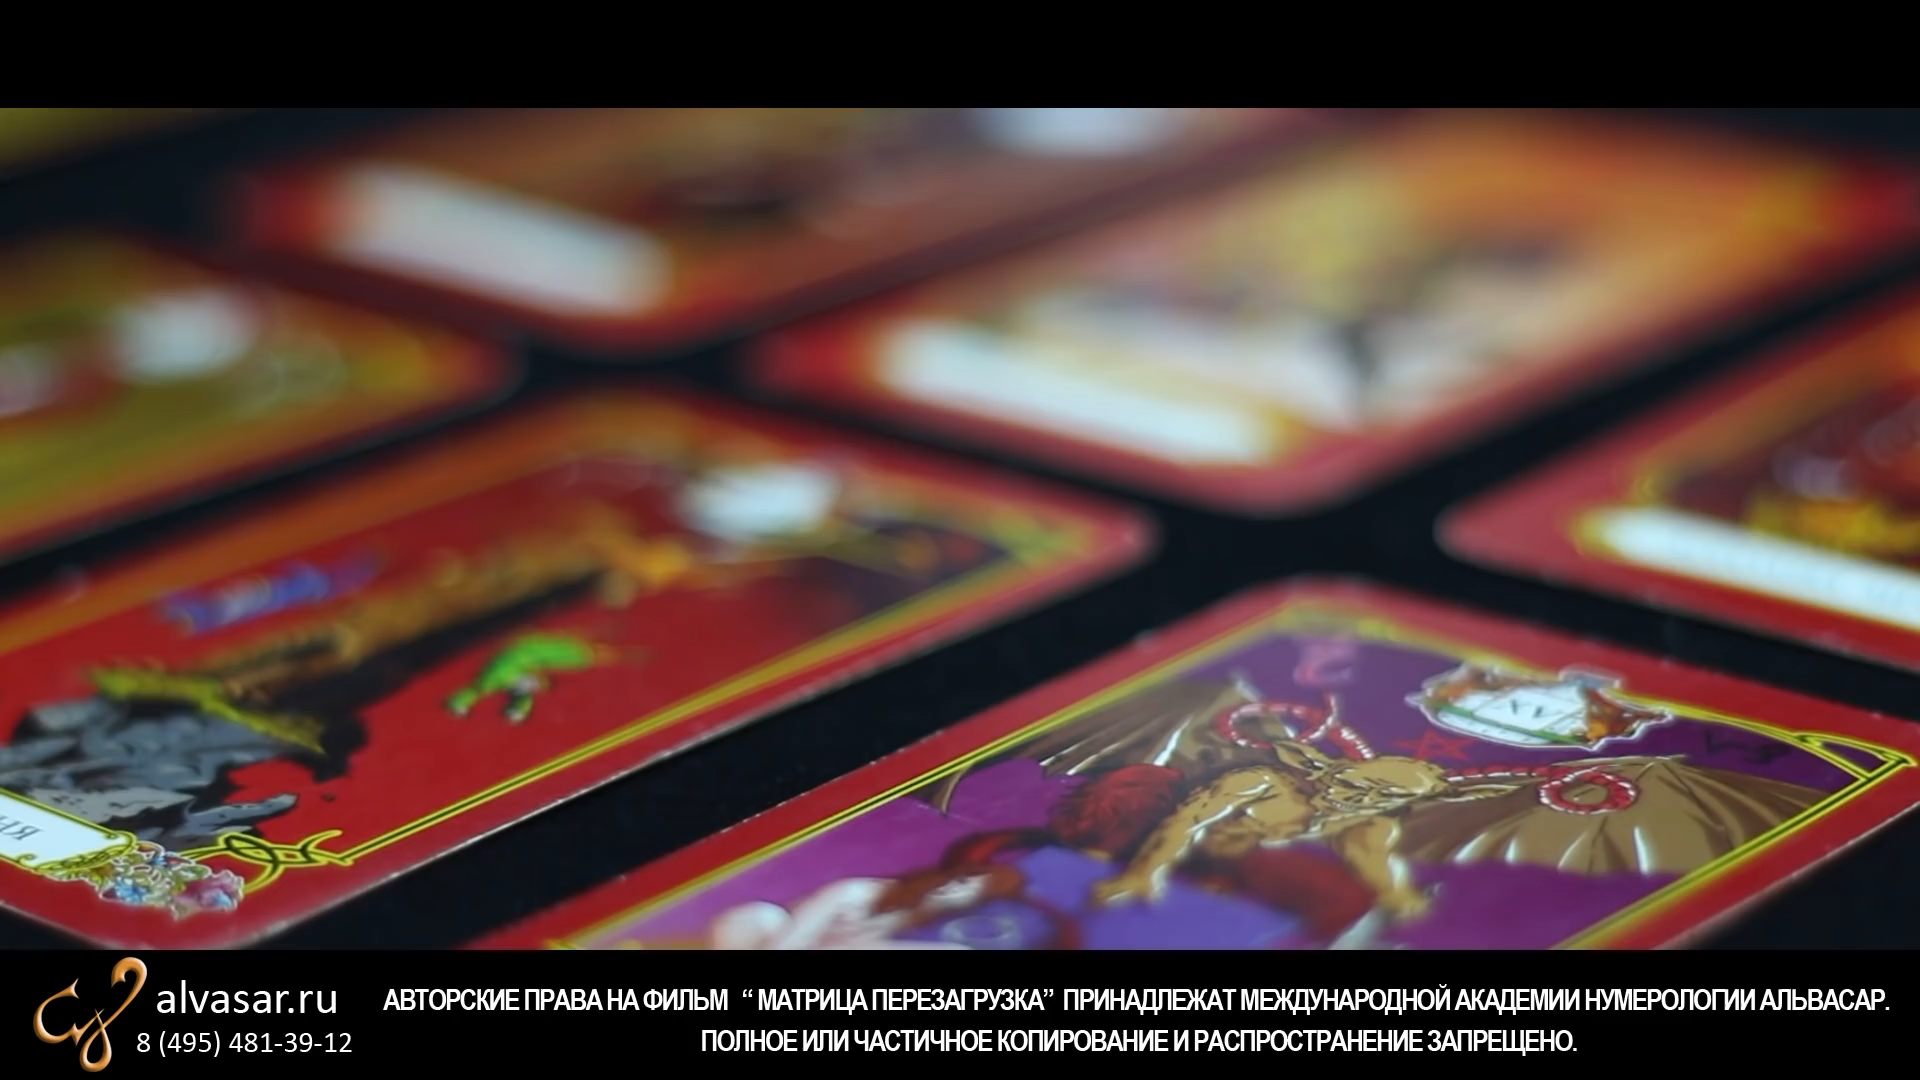 XV
alvasar.ru
8 (495) 481-39-12
АВТОРСКИЕ ПРАВА НА ФИЛЬМ “ МАТРИЦА ПЕРЕЗАГРУЗКА” ПРИНАДЛЕЖАТ МЕЖДУНАРОДНОЙ АКАДЕМИИ НУМЕРОЛОГИИ АЛЬВАСАР.
ПОЛНОЕ ИЛИ ЧАСТИЧНОЕ КОПИРОВАНИЕ И РАСПРОСТРАНЕНИЕ ЗАПРЕЩЕНО.